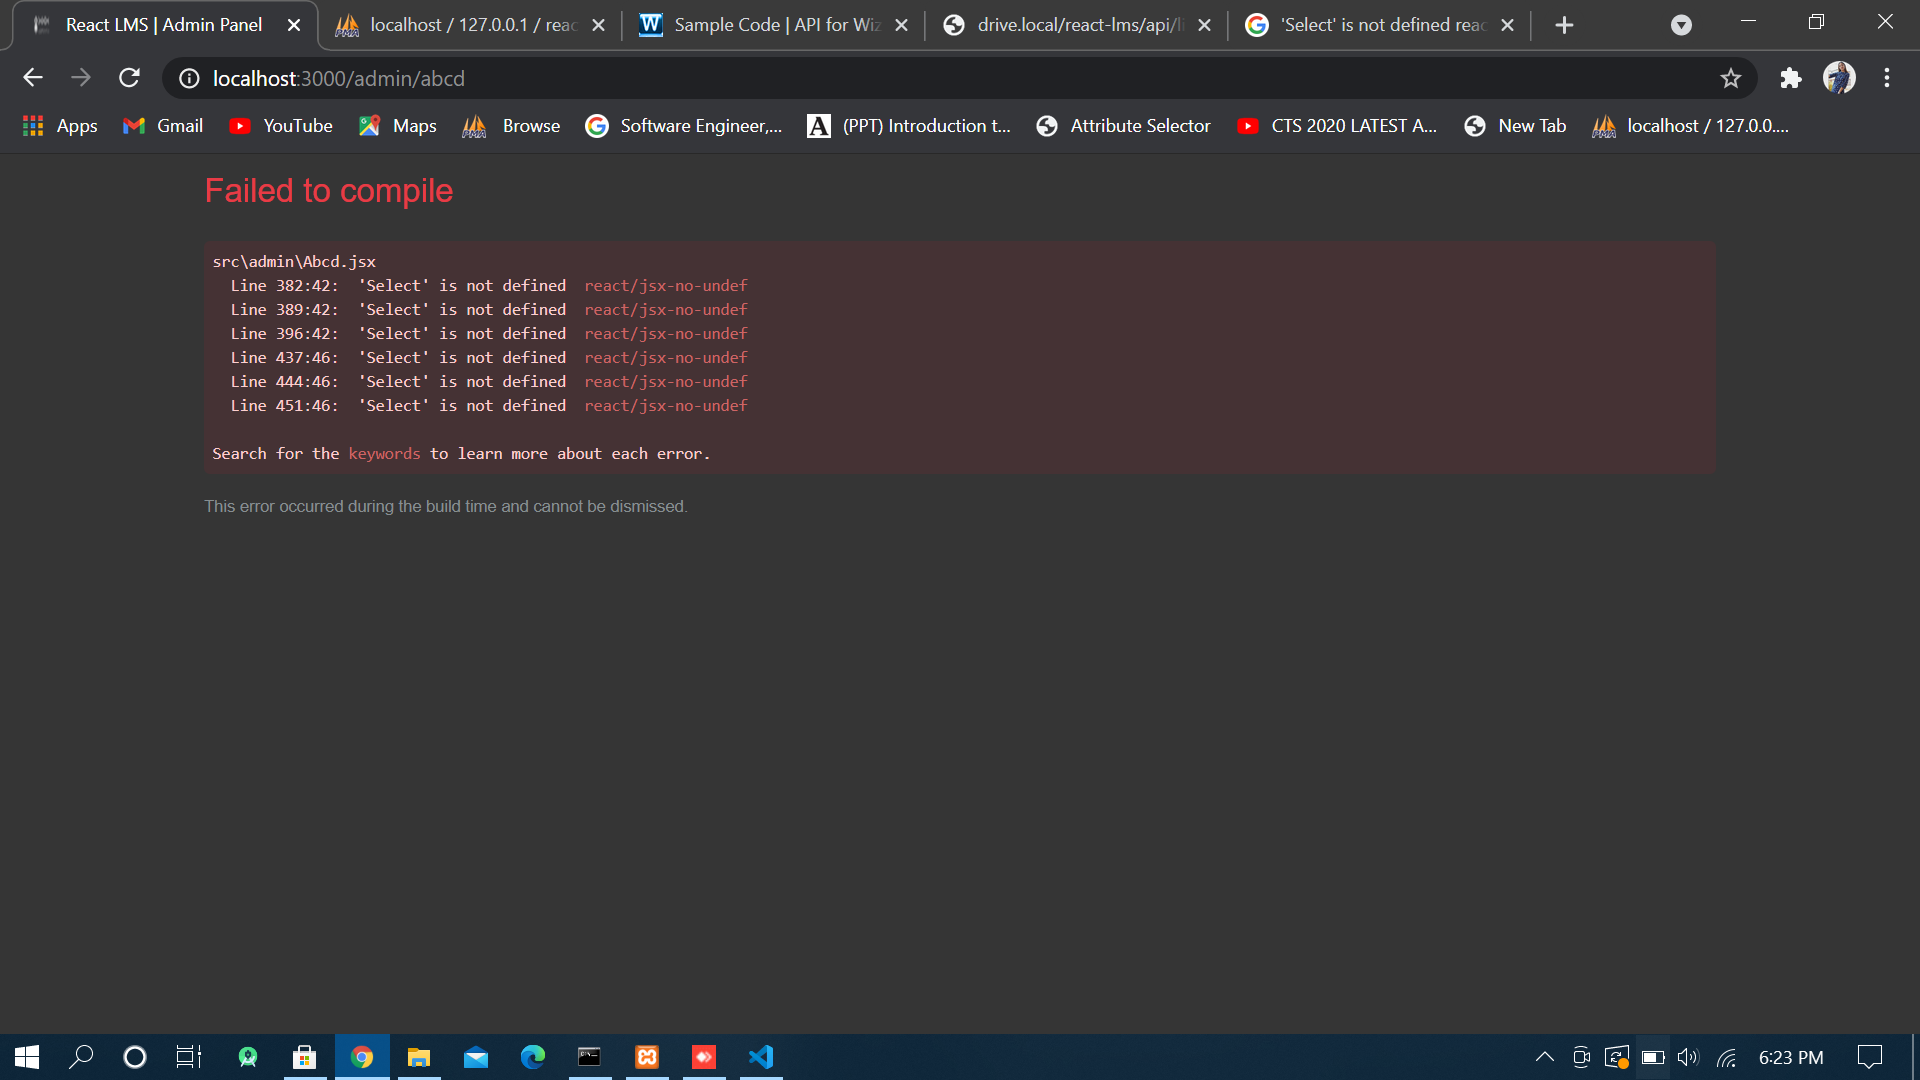 React LMS | Admin Panel
localhost / 127.0.0.1 / reac
Sample Code | API for Wiz
drive.local/react-lms/api/li
'Select' is not defined reac
localhost:3000/admin/abcd
Apps
Gmail
YouTube
Maps
Browse
Software Engineer,...
(PPT) Introduction t...
Attribute Selector
CTS 2020 LATEST A...
New Tab
localhost / 127.0.0....
Failed to compile
src\admin\Abcd.jsx
Line 382:42: 'Select' is not defined react/jsx-no-undef
Line 389:42: 'Select' is not defined react/jsx-no-undef
Line 396:42: 'Select' is not defined react/jsx-no-undef
Line 437:46: 'Select' is not defined react/jsx-no-undef
Line 444:46: 'Select' is not defined react/jsx-no-undef
Line 451:46: 'Select' is not defined react/jsx-no-undef
Search for the keywords to learn more about each error.
This error occurred during the build time and cannot be dismissed.
6:23 PM